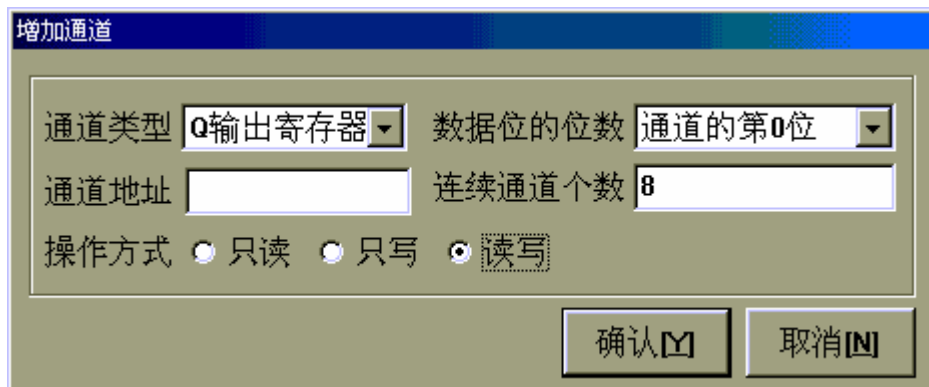 增加通道
通道类型 Q输出寄存器 数据位的位数 通道的第0位
通道地址 连续通道个数 8
操作方式 只读 只写 读写
确认[Y] 取消[N]